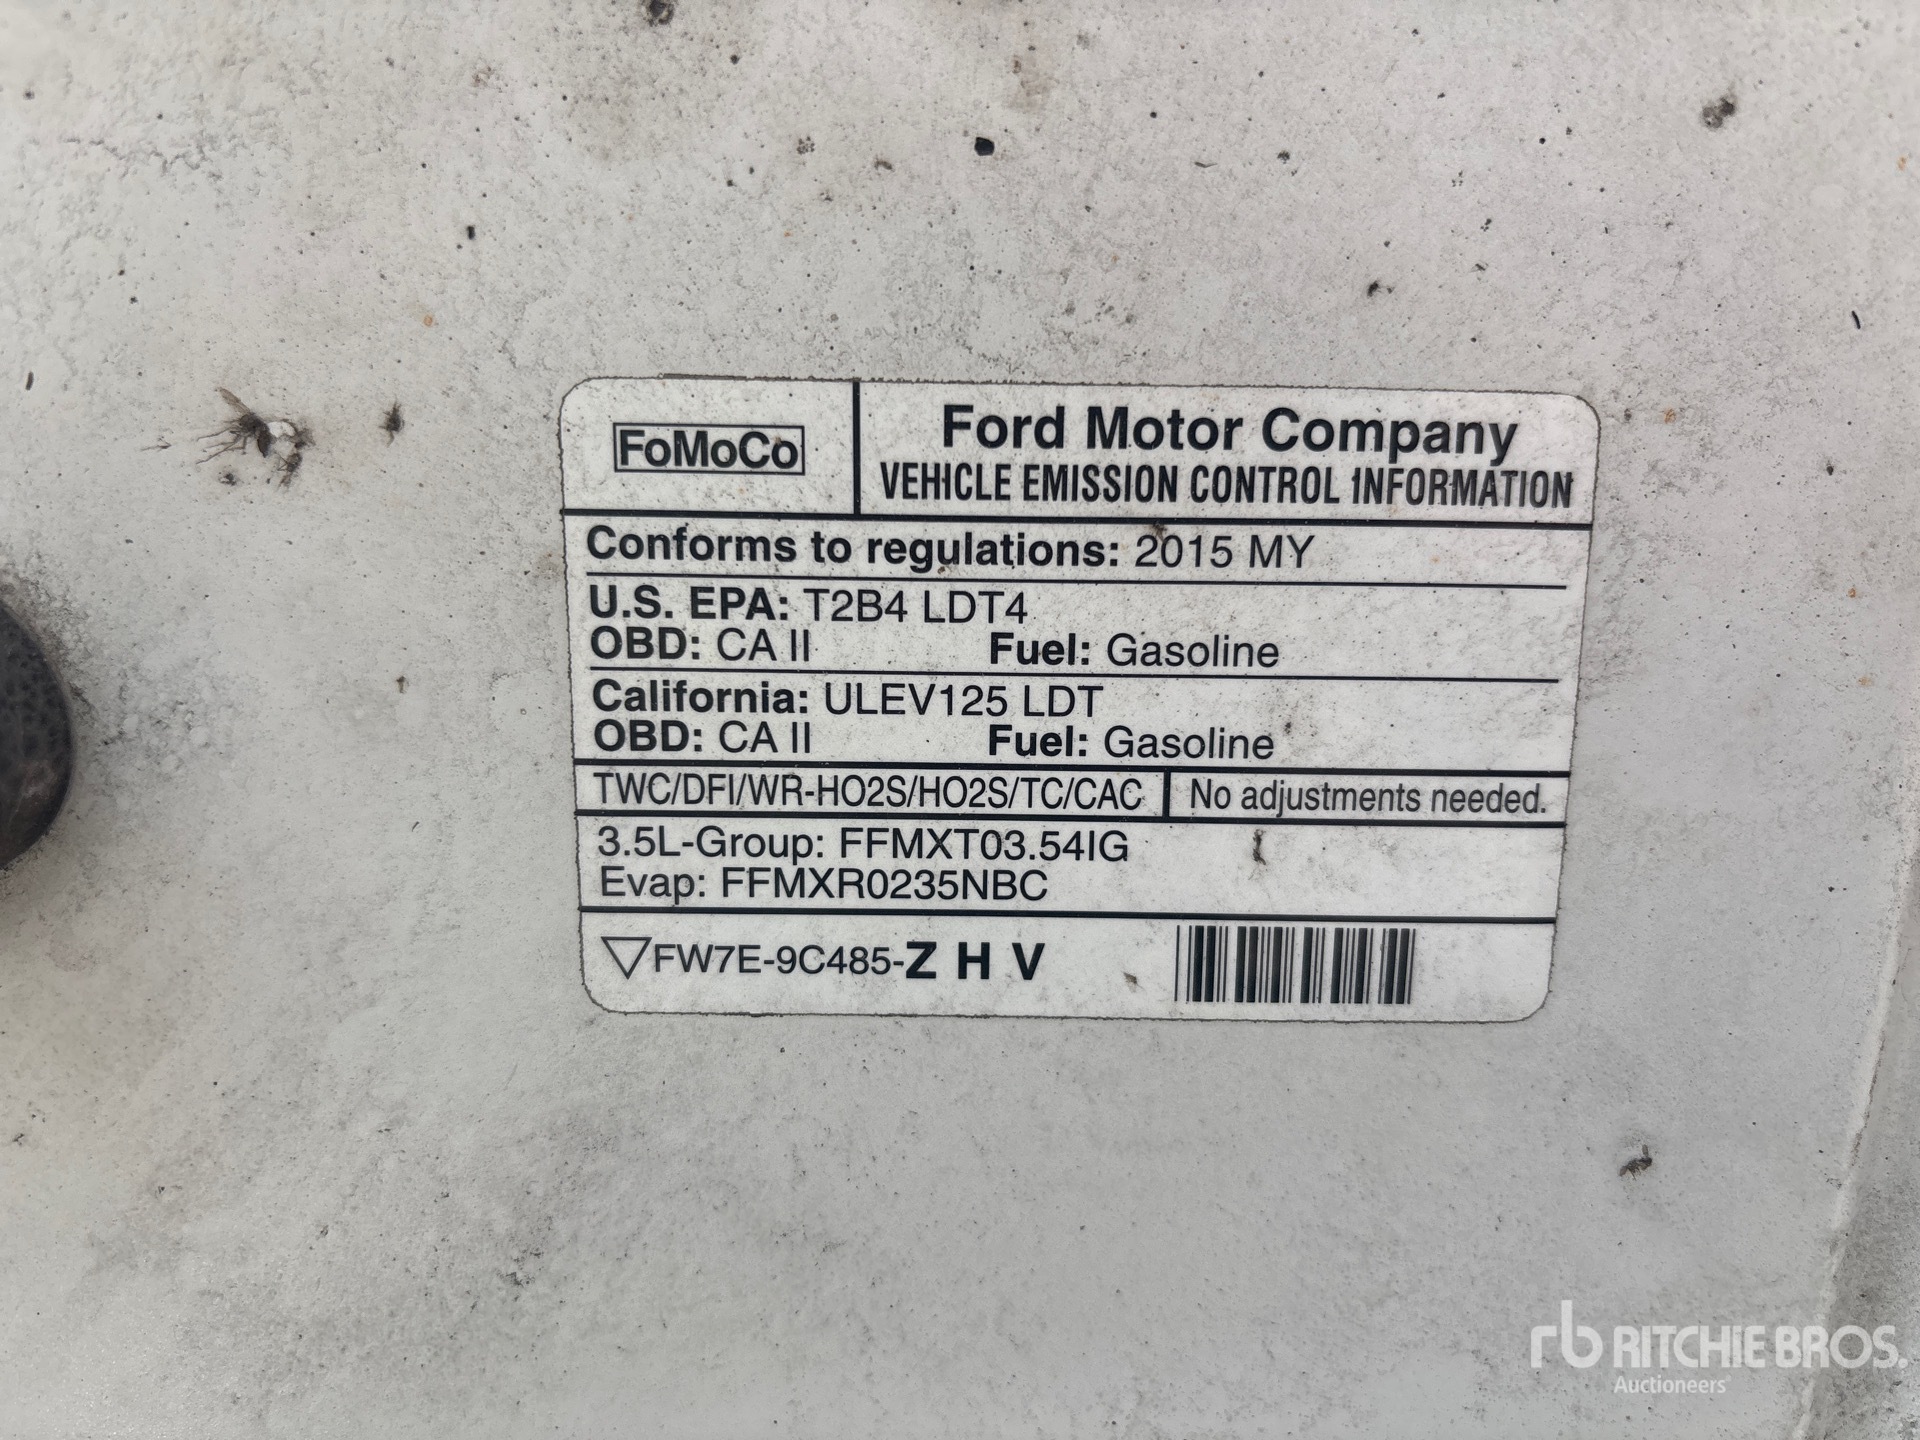 FoMoCo
Ford Motor Company
VEHICLE EMISSION CONTROL INFORMATION
Conforms to regulations: 2015 MY
U.S. EPA: T2B4 LDT4
OBD: CA II Fuel: Gasoline
California: ULEV125 LDT
OBD: CA II Fuel: Gasoline
TWC/DFI/WR-HO2S/HO2S/TC/CAC No adjustments needed.
3.5L-Group: FFMXT03.54IG
Evap: FFMXR0235NBC
FW7E-9C485-Z H V
rb RITCHIE BROS.
Auctioneers